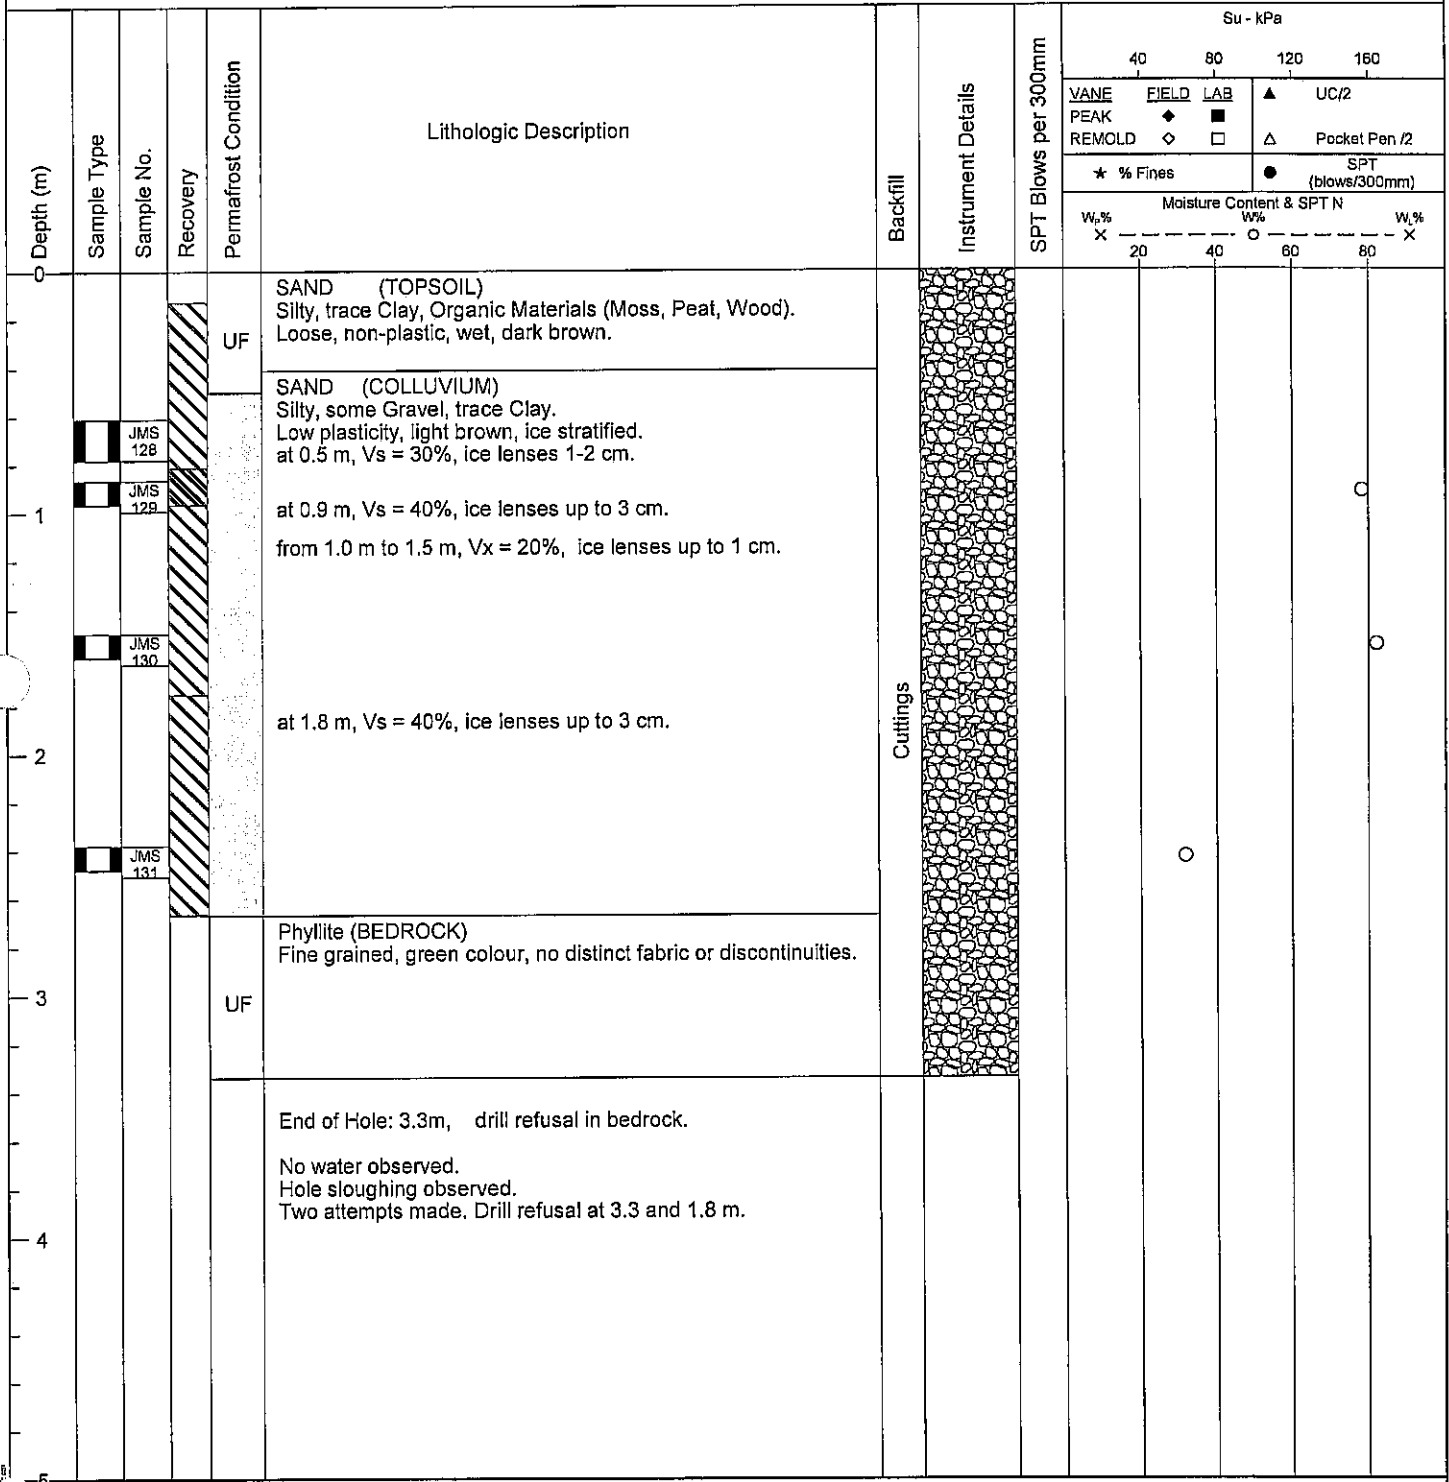 Depth (m)
Sample Type
Sample No.
Recovery
Permafrost Condition
Lithologic Description
Backfill
Instrument Details
SPT Blows per 300mm
Su - kPa
40 80 120 160
VANE FIELD LAB ▲ UC/2
PEAK ◆ ■
REMOLD ◇ □ △ Pocket Pen /2
★ % Fines ● SPT
(blows/300mm)
Moisture Content & SPT N
Wₚ% W% W_L%
X O X
20 40 60 80
0
SAND (TOPSOIL)
Silty, trace Clay, Organic Materials (Moss, Peat, Wood).
Loose, non-plastic, wet, dark brown.
UF
SAND (COLLUVIUM)
Silty, some Gravel, trace Clay.
Low plasticity, light brown, ice stratified.
at 0.5 m, Vs = 30%, ice lenses 1-2 cm.
JMS
128
JMS
129
at 0.9 m, Vs = 40%, ice lenses up to 3 cm.
1
from 1.0 m to 1.5 m, Vx = 20%, ice lenses up to 1 cm.
JMS
130
at 1.8 m, Vs = 40%, ice lenses up to 3 cm.
Cuttings
2
JMS
131
Phyllite (BEDROCK)
Fine grained, green colour, no distinct fabric or discontinuities.
3
UF
End of Hole: 3.3m, drill refusal in bedrock.
No water observed.
Hole sloughing observed.
Two attempts made. Drill refusal at 3.3 and 1.8 m.
4
5